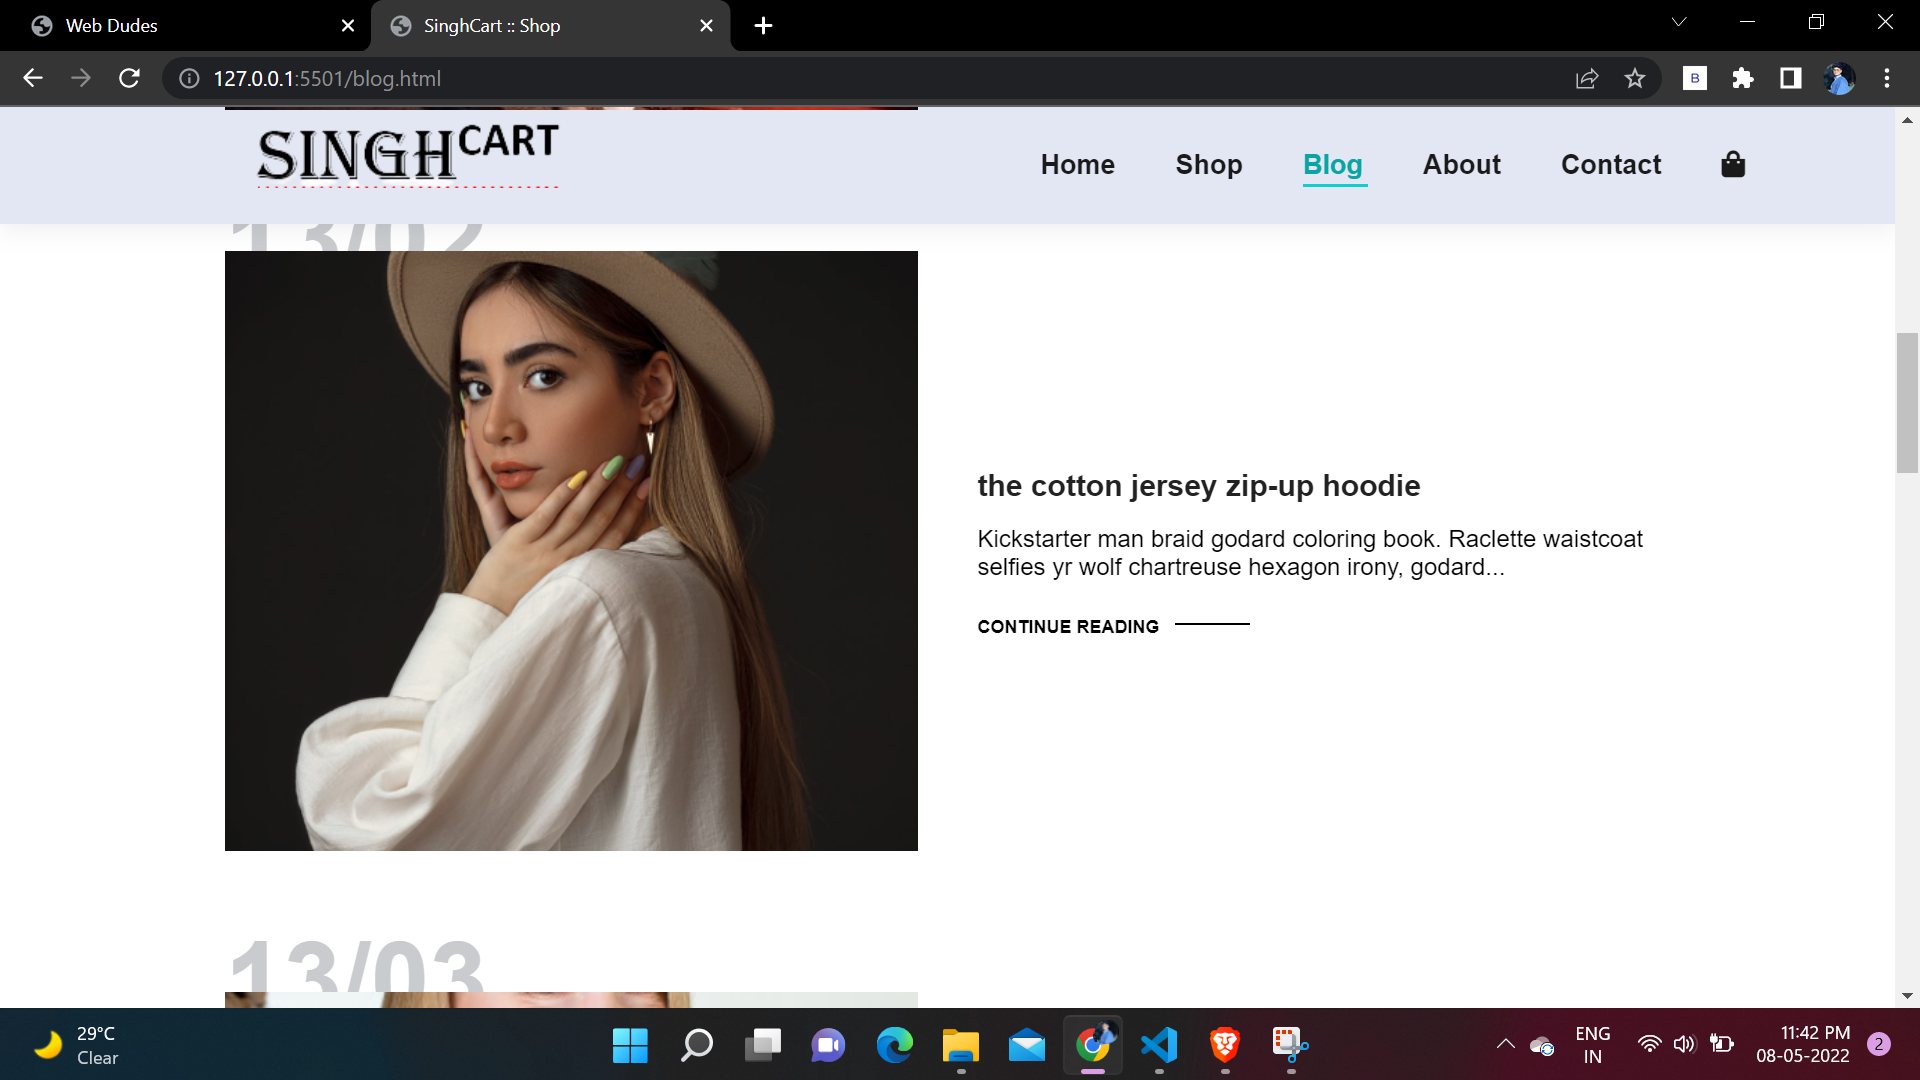 Web Dudes
SinghCart :: Shop
127.0.0.1:5501/blog.html
B
SINGHCART
Home
Shop
Blog
About
Contact
13/02
the cotton jersey zip-up hoodie
Kickstarter man braid godard coloring book. Raclette waistcoat
selfies yr wolf chartreuse hexagon irony, godard...
CONTINUE READING
13/03
29°C
Clear
ENG
IN
11:42 PM
08-05-2022
2